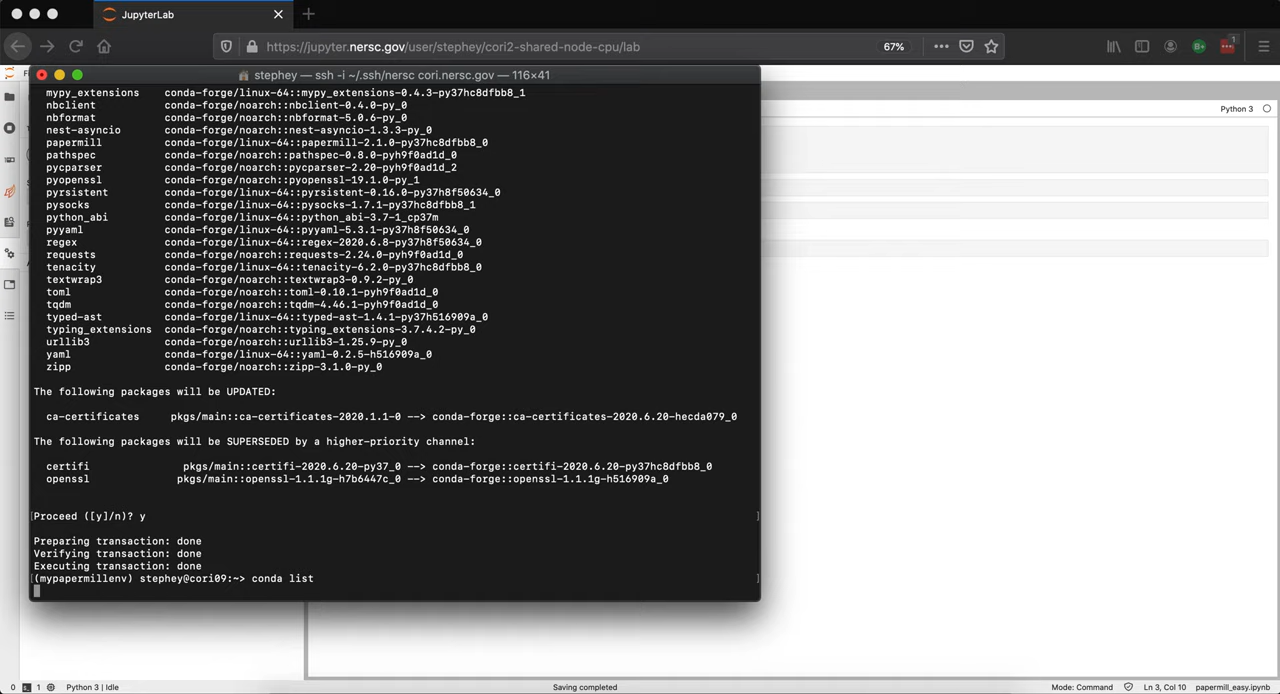 JupyterLab
https://jupyter.nersc.gov/user/stephey/cori2-shared-node-cpu/lab
67%
1
stephey — ssh -i ~/.ssh/nersc cori.nersc.gov — 116×41
Python 3
mypy_extensions conda-forge/linux-64::mypy_extensions-0.4.3-py37hc8dfbb8_1
nbclient conda-forge/noarch::nbclient-0.4.0-py_0
nbformat conda-forge/noarch::nbformat-5.0.6-py_0
nest-asyncio conda-forge/noarch::nest-asyncio-1.3.3-py_0
papermill conda-forge/linux-64::papermill-2.1.0-py37hc8dfbb8_0
pathspec conda-forge/noarch::pathspec-0.8.0-pyh9f0ad1d_0
pycparser conda-forge/noarch::pycparser-2.20-pyh9f0ad1d_2
pyopenssl conda-forge/noarch::pyopenssl-19.1.0-py_1
pyrsistent conda-forge/linux-64::pyrsistent-0.16.0-py37h8f50634_0
pysocks conda-forge/linux-64::pysocks-1.7.1-py37hc8dfbb8_1
python_abi conda-forge/linux-64::python_abi-3.7-1_cp37m
pyyaml conda-forge/linux-64::pyyaml-5.3.1-py37h8f50634_0
regex conda-forge/linux-64::regex-2020.6.8-py37h8f50634_0
requests conda-forge/noarch::requests-2.24.0-pyh9f0ad1d_0
tenacity conda-forge/linux-64::tenacity-6.2.0-py37hc8dfbb8_0
textwrap3 conda-forge/noarch::textwrap3-0.9.2-py_0
toml conda-forge/noarch::toml-0.10.1-pyh9f0ad1d_0
tqdm conda-forge/noarch::tqdm-4.46.1-pyh9f0ad1d_0
typed-ast conda-forge/linux-64::typed-ast-1.4.1-py37h516909a_0
typing_extensions conda-forge/noarch::typing_extensions-3.7.4.2-py_0
urllib3 conda-forge/noarch::urllib3-1.25.9-py_0
yaml conda-forge/linux-64::yaml-0.2.5-h516909a_0
zipp conda-forge/noarch::zipp-3.1.0-py_0
The following packages will be UPDATED:
ca-certificates pkgs/main::ca-certificates-2020.1.1-0 --> conda-forge::ca-certificates-2020.6.20-hecda079_0
The following packages will be SUPERSEDED by a higher-priority channel:
certifi pkgs/main::certifi-2020.6.20-py37_0 --> conda-forge::certifi-2020.6.20-py37hc8dfbb8_0
openssl pkgs/main::openssl-1.1.1g-h7b6447c_0 --> conda-forge::openssl-1.1.1g-h516909a_0
[Proceed ([y]/n)? y ]
Preparing transaction: done
Verifying transaction: done
Executing transaction: done
[(mypapermillenv) stephey@cori09:~> conda list ]
0 1 Python 3 | Idle
Saving completed
Mode: Command Ln 3, Col 10 papermill_easy.ipynb